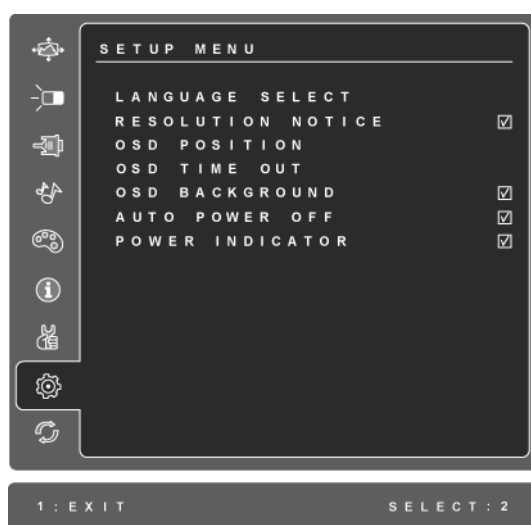 SETUP MENU
LANGUAGE SELECT
RESOLUTION NOTICE ☑
OSD POSITION
OSD TIME OUT
OSD BACKGROUND ☑
AUTO POWER OFF ☑
POWER INDICATOR ☑
1:EXIT SELECT:2